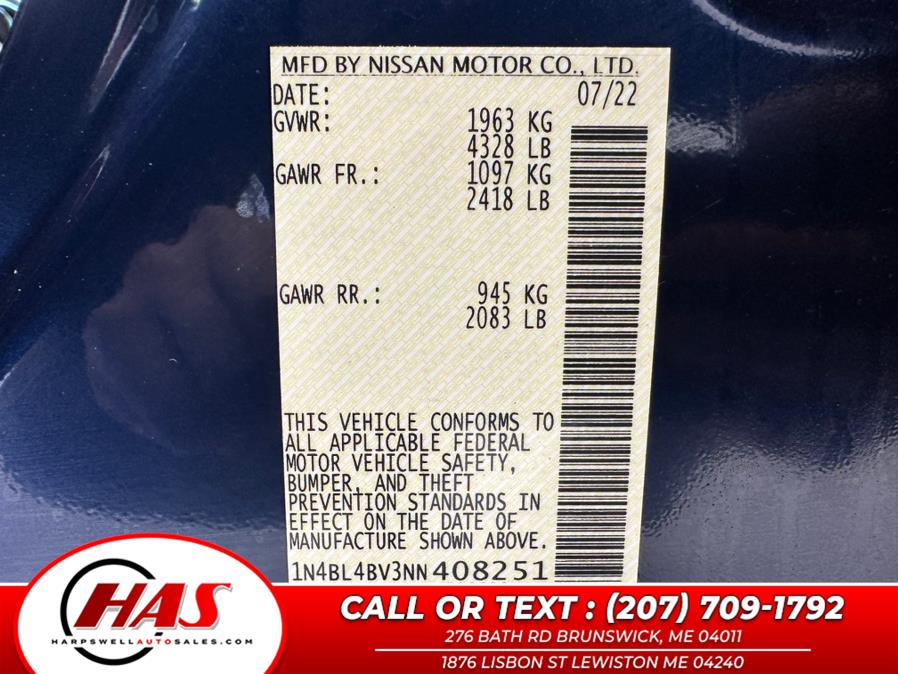 MFD BY NISSAN MOTOR CO., LTD.
DATE: 07/22
GVWR: 1963 KG
4328 LB
GAWR FR.: 1097 KG
2418 LB
GAWR RR.: 945 KG
2083 LB
THIS VEHICLE CONFORMS TO
ALL APPLICABLE FEDERAL
MOTOR VEHICLE SAFETY,
BUMPER, AND THEFT
PREVENTION STANDARDS IN
EFFECT ON THE DATE OF
MANUFACTURE SHOWN ABOVE.
1N4BL4BV3NN408251
HAS
HARPSWELLAUTOSALES.COM
CALL OR TEXT : (207) 709-1792
276 BATH RD BRUNSWICK, ME 04011
1876 LISBON ST LEWISTON ME 04240